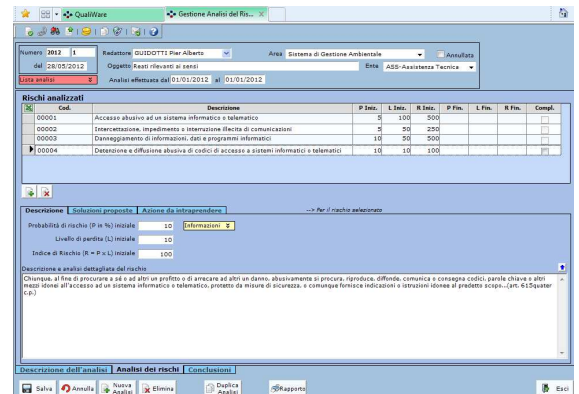 QualiWare
Gestione Analisi del Ris...
Numero 2012 1 Redattore GUIDOTTI Pier Alberto Area Sistema di Gestione Ambientale Annullata
del 28/05/2012 Oggetto Reati rilevanti ai sensi Ente ASS-Assistenza Tecnica
Lista analisi Analisi effettuata dal 01/01/2012 al 01/01/2012
Rischi analizzati
Cod. Descrizione P Iniz. L Iniz. R Iniz. P Fin. L Fin. R Fin. Compl.
00001 Accesso abusivo ad un sistema informatico o telematico 5 100 500
00002 Intercettazione, impedimento o interruzione illecita di comunicazioni 5 50 250
00003 Danneggiamento di informazioni, dati e programmi informatici 10 50 500
00004 Detenzione e diffusione abusiva di codici di accesso a sistemi informatici o telematici 10 10 100
Descrizione Soluzioni proposte Azione da intraprendere --> Per il rischio selezionato
Probabilità di rischio (P in %) iniziale 10 Informazioni
Livello di perdita (L) iniziale 10
Indice di Rischio (R = P x L) iniziale 100
Descrizione e analisi dettagliata del rischio
Chiunque, al fine di procurare a sé o ad altri un profitto o di arrecare ad altri un danno, abusivamente si procura, riproduce, diffonde, comunica o consegna codici, parole chiave o altri
mezzi idonei all'accesso ad un sistema informatico o telematico, protetto da misure di sicurezza, o comunque fornisce indicazioni o istruzioni idonee al predetto scopo...(art. 615quater
c.p.)
Descrizione dell'analisi Analisi dei rischi Conclusioni
Salva Annulla Nuova Analisi Elimina Duplica Analisi Rapporto Esci